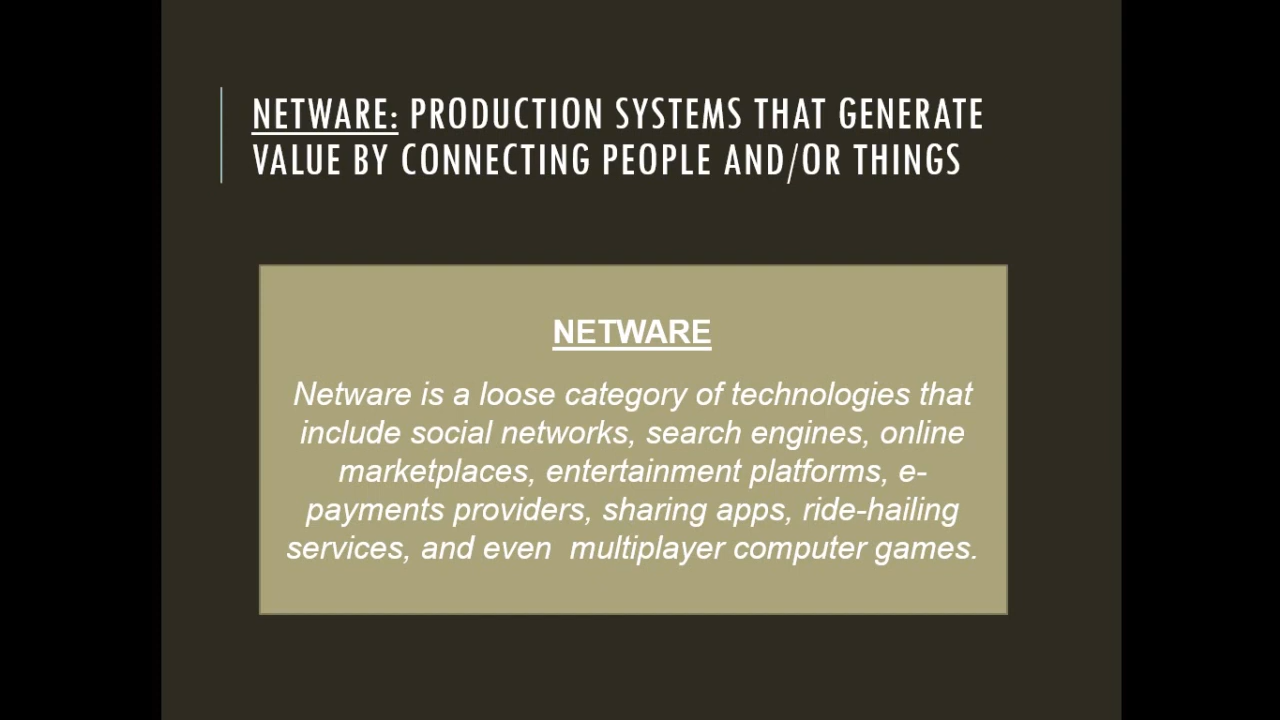 NETWARE: PRODUCTION SYSTEMS THAT GENERATE
VALUE BY CONNECTING PEOPLE AND/OR THINGS
NETWARE
Netware is a loose category of technologies that
include social networks, search engines, online
marketplaces, entertainment platforms, e-
payments providers, sharing apps, ride-hailing
services, and even  multiplayer computer games.